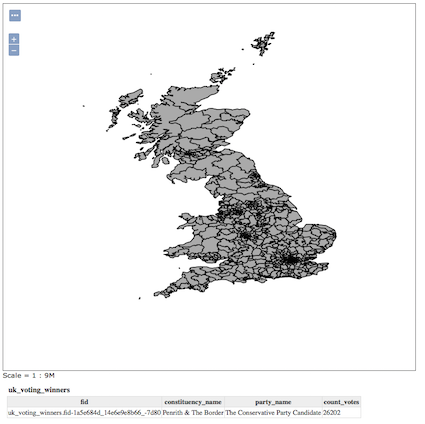 •••
+
−
Scale = 1 : 9M
uk_voting_winners
fid constituency_name party_name count_votes
uk_voting_winners.fid-1a5e684d_14e6e9e8b66_-7d80 Penrith & The Border The Conservative Party Candidate 26202